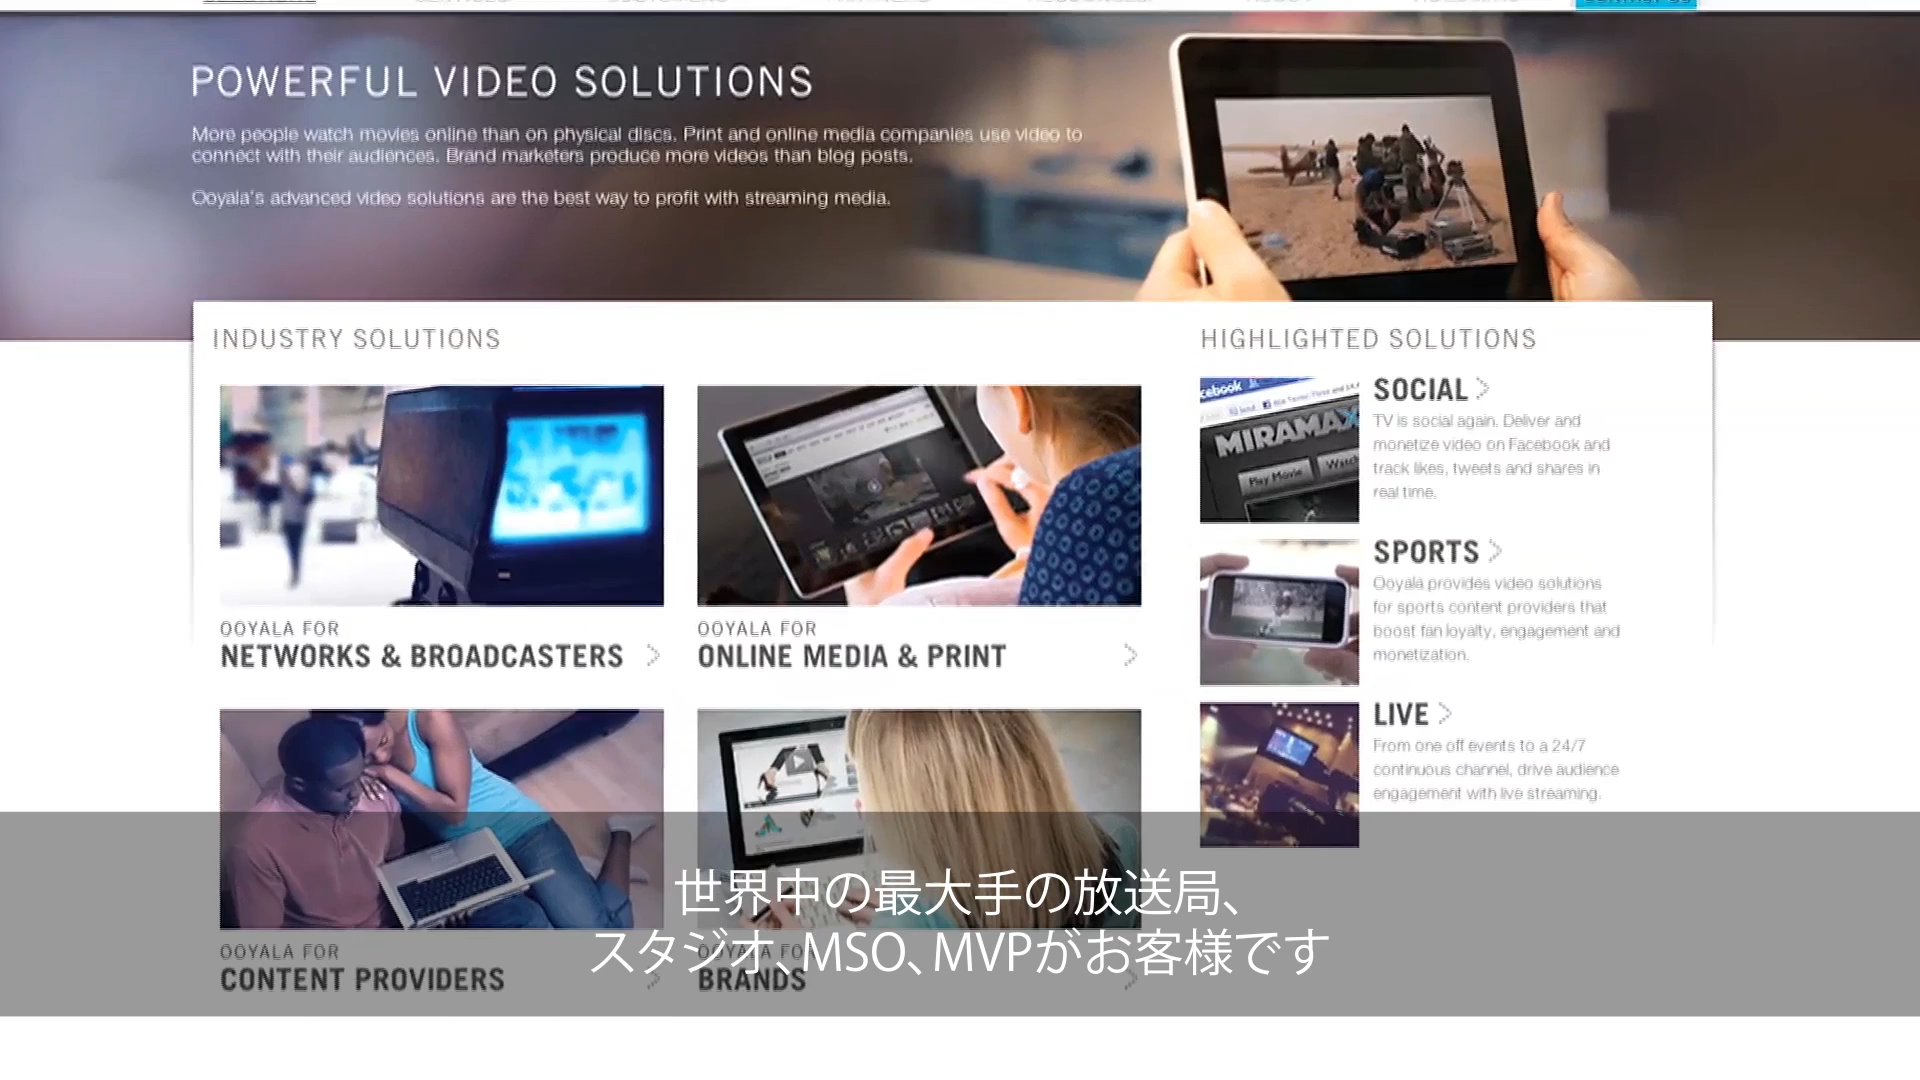 POWERFUL VIDEO SOLUTIONS
More people watch movies online than on physical discs. Print and online media companies use video to
connect with their audiences. Brand marketers produce more videos than blog posts.
Ooyala's advanced video solutions are the best way to profit with streaming media.
INDUSTRY SOLUTIONS
OOYALA FOR
NETWORKS & BROADCASTERS
OOYALA FOR
ONLINE MEDIA & PRINT
OOYALA FOR
CONTENT PROVIDERS
OOYALA FOR
BRANDS
HIGHLIGHTED SOLUTIONS
MIRAMAX
Play Movie
SOCIAL
TV is social again. Deliver and
monetize video on Facebook and
track likes, tweets and shares in
real time.
SPORTS
Ooyala provides video solutions
for sports content providers that
boost fan loyalty, engagement and
monetization.
LIVE
From one off events to a 24/7
continuous channel, drive audience
engagement with live streaming.
世界中の最大手の放送局、
スタジオ、MSO、MVPがお客様です